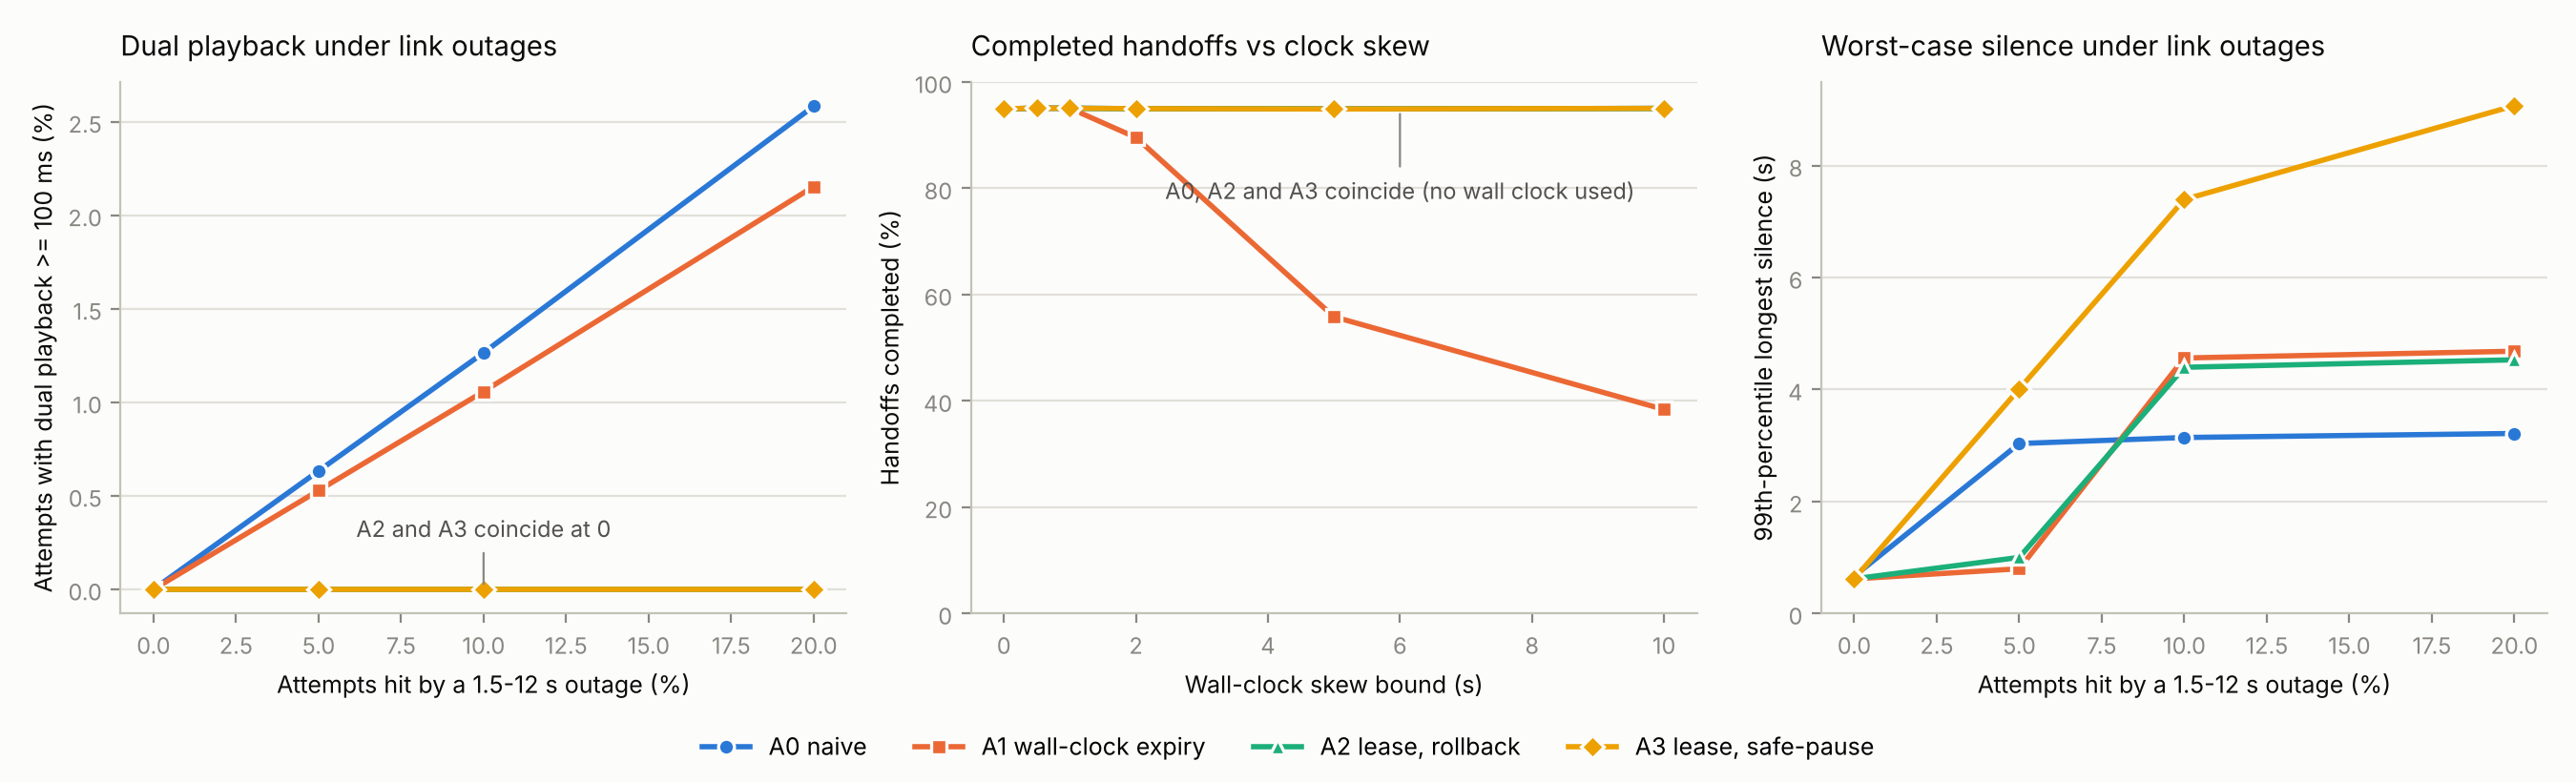 Dual playback under link outages
Attempts with dual playback >= 100 ms (%)
2.5
2.0
1.5
1.0
0.5
0.0
A2 and A3 coincide at 0
0.0 2.5 5.0 7.5 10.0 12.5 15.0 17.5 20.0
Attempts hit by a 1.5-12 s outage (%)
Completed handoffs vs clock skew
Handoffs completed (%)
100
80
60
40
20
0
A0, A2 and A3 coincide (no wall clock used)
0 2 4 6 8 10
Wall-clock skew bound (s)
Worst-case silence under link outages
99th-percentile longest silence (s)
8
6
4
2
0
0.0 2.5 5.0 7.5 10.0 12.5 15.0 17.5 20.0
Attempts hit by a 1.5-12 s outage (%)
A0 naive A1 wall-clock expiry A2 lease, rollback A3 lease, safe-pause